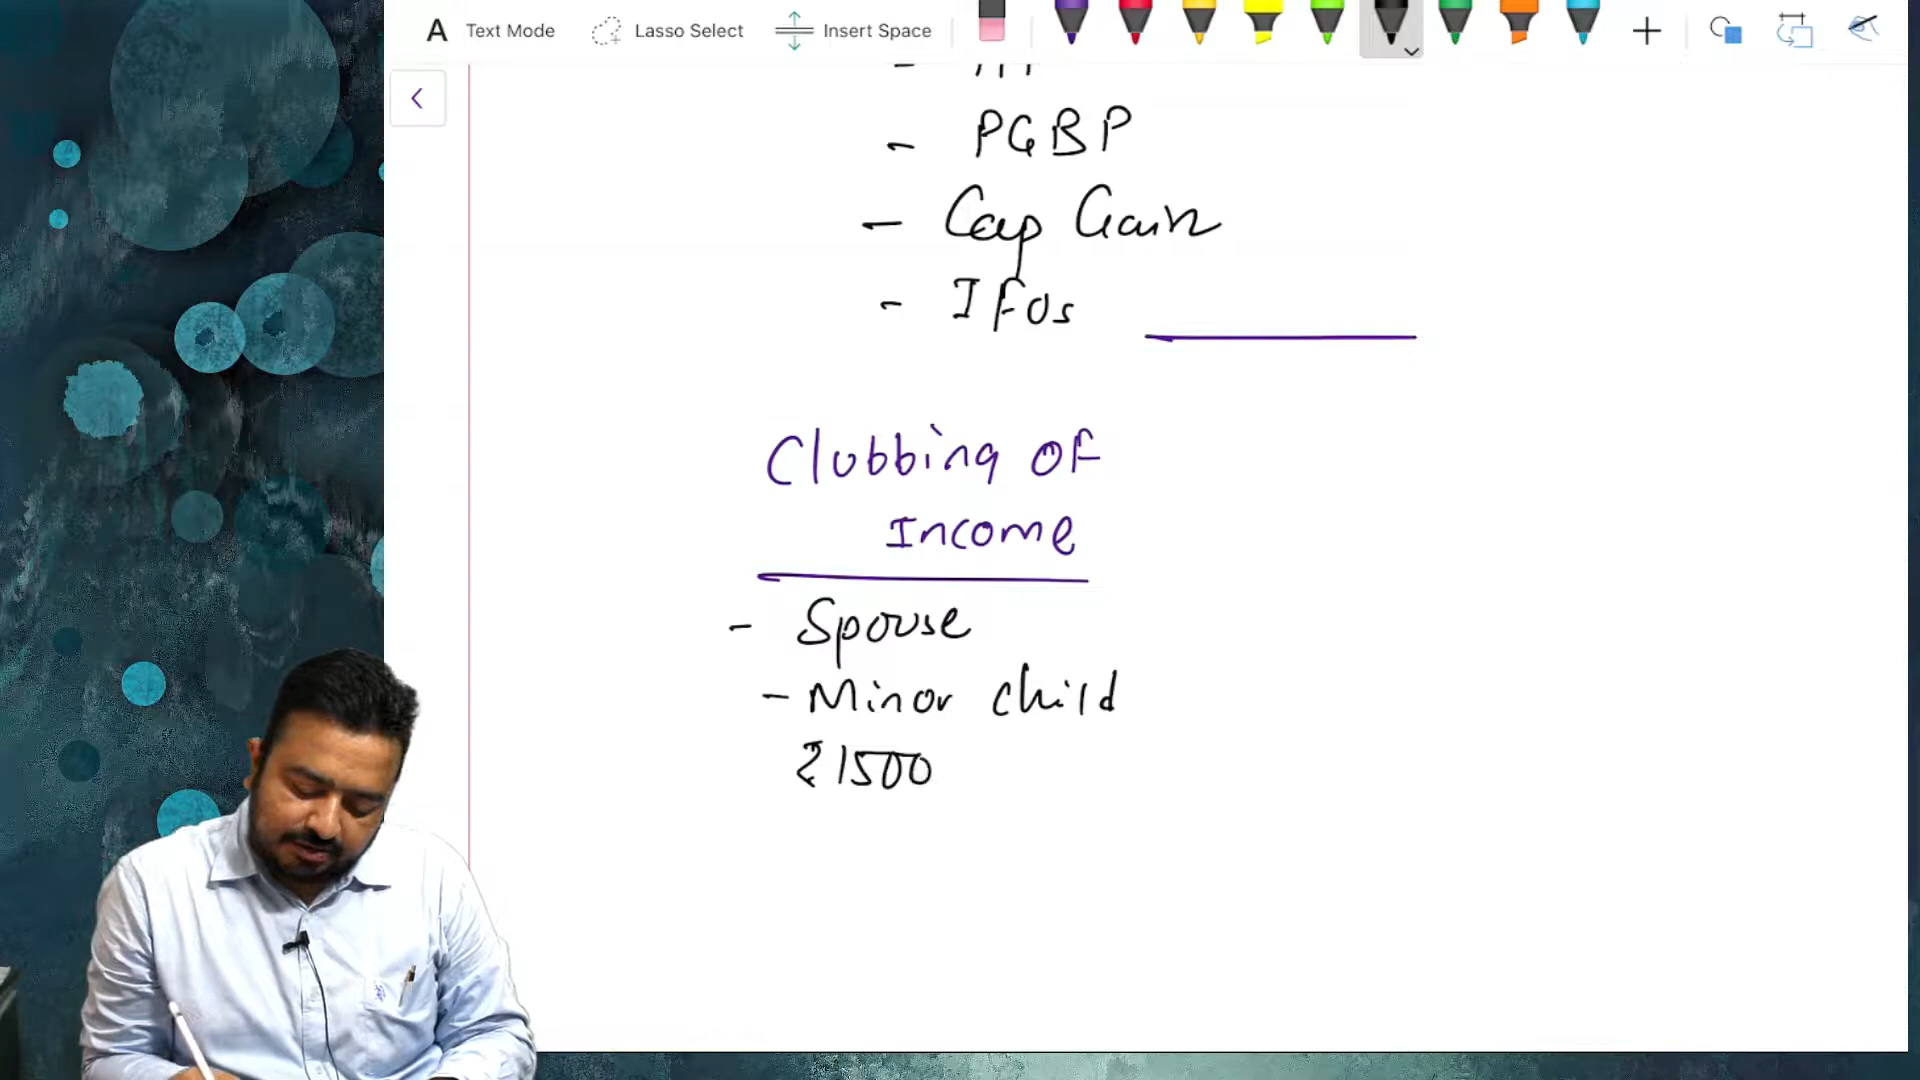 A Text Mode Lasso Select Insert Space
- PGBP
- Cap Gain
- IFOS
Clubbing of
Income
- Spouse
- Minor child
₹1500